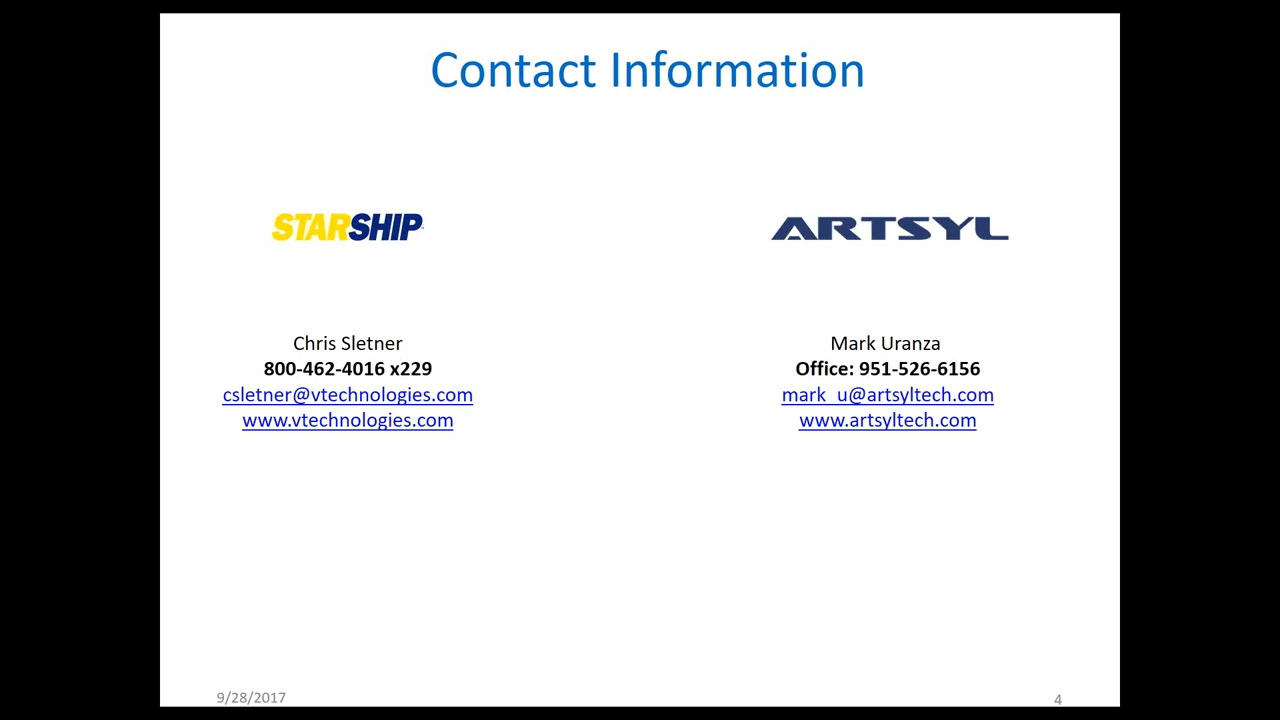 Contact Information
STARSHIP
Chris Sletner
800-462-4016 x229
csletner@vtechnologies.com
www.vtechnologies.com
ARTSYL
Mark Uranza
Office: 951-526-6156
mark_u@artsyltech.com
www.artsyltech.com
9/28/2017
4